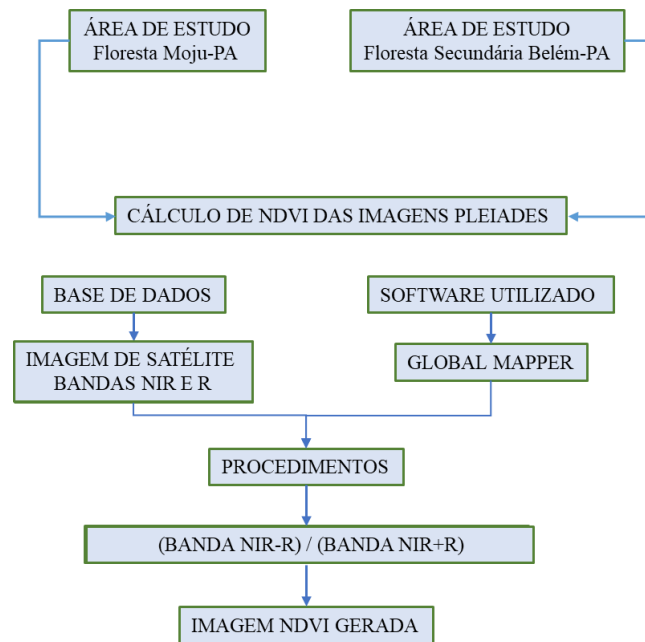 ÁREA DE ESTUDO
Floresta Moju-PA
ÁREA DE ESTUDO
Floresta Secundária Belém-PA
CÁLCULO DE NDVI DAS IMAGENS PLEIADES
BASE DE DADOS
SOFTWARE UTILIZADO
IMAGEM DE SATÉLITE
BANDAS NIR E R
GLOBAL MAPPER
PROCEDIMENTOS
(BANDA NIR-R) / (BANDA NIR+R)
IMAGEM NDVI GERADA